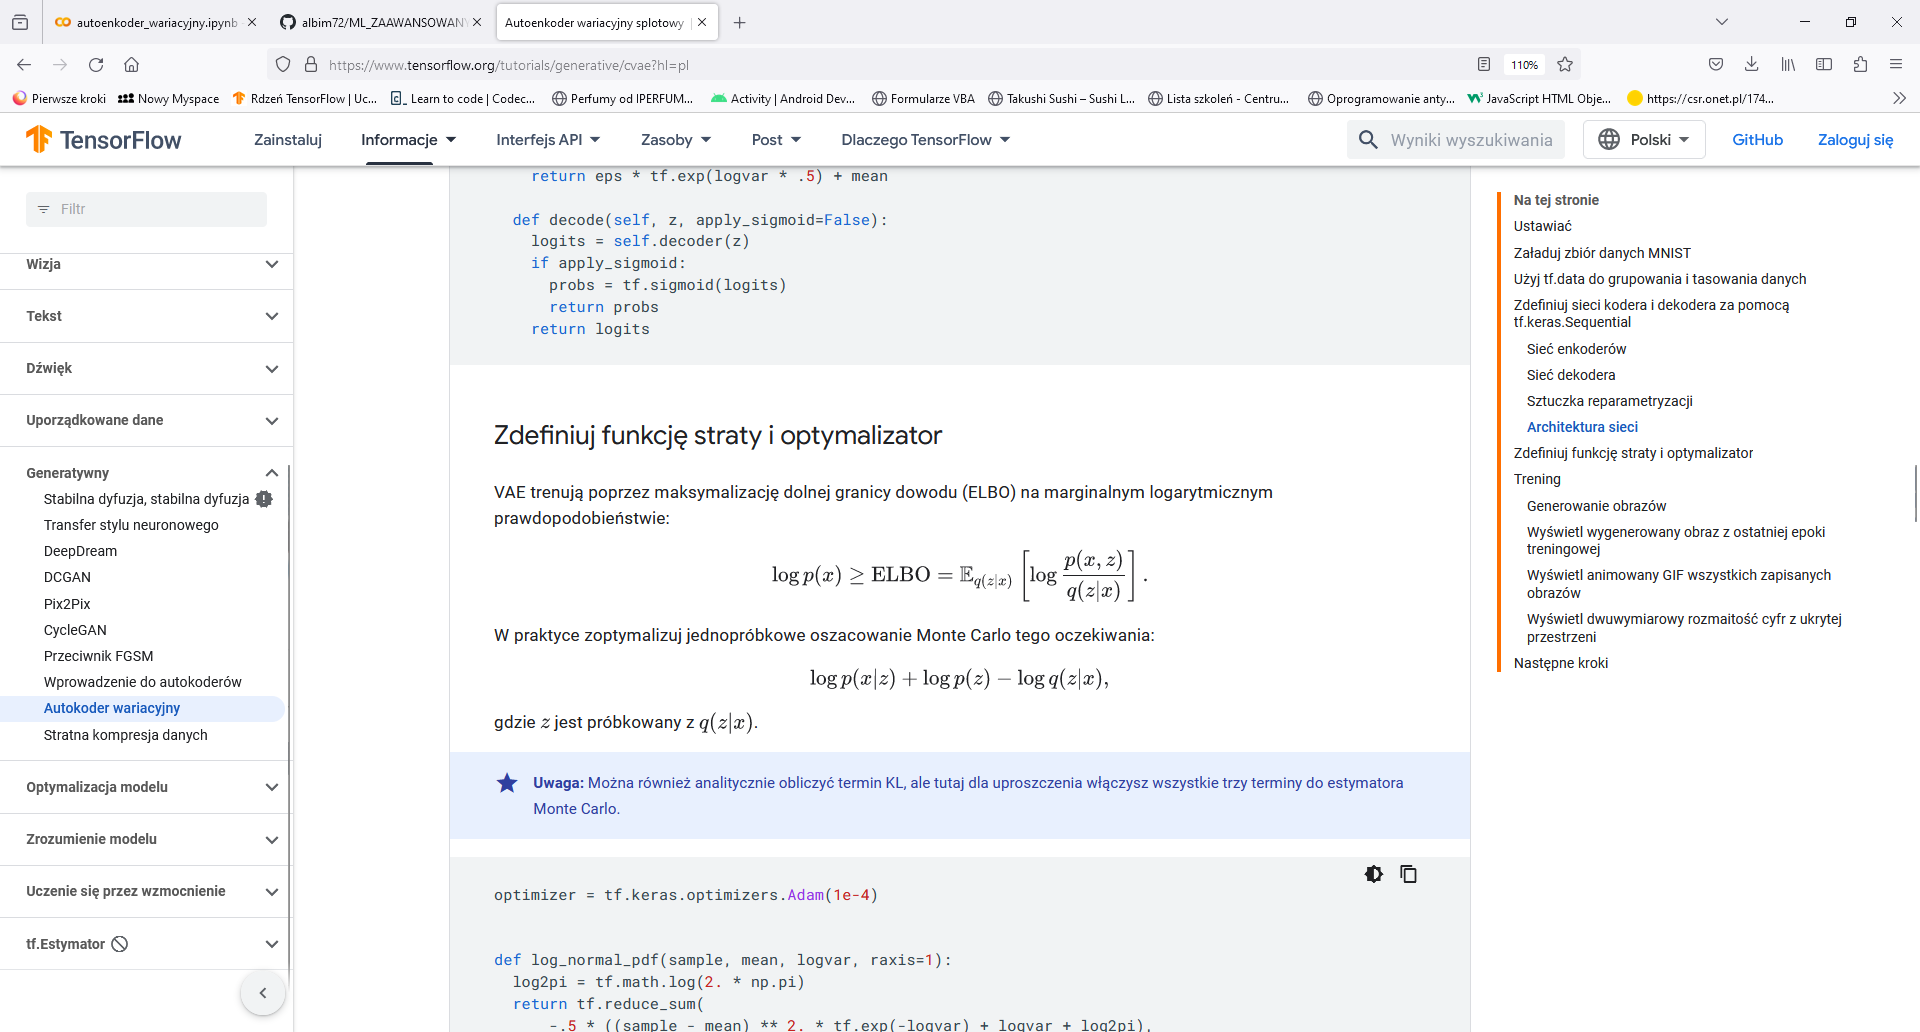 autoenkoder_wariacyjny.ipynb
albim72/ML_ZAAWANSOWANY
Autoenkoder wariacyjny splotowy
https://www.tensorflow.org/tutorials/generative/cvae?hl=pl
110%
Pierwsze kroki
Nowy Myspace
Rdzeń TensorFlow | Uc...
Learn to code | Codec...
Perfumy od IPERFUM...
Activity | Android Dev...
Formularze VBA
Takushi Sushi – Sushi L...
Lista szkoleń - Centru...
Oprogramowanie anty...
JavaScript HTML Obje...
https://csr.onet.pl/174...
TensorFlow
Zainstaluj
Informacje
Interfejs API
Zasoby
Post
Dlaczego TensorFlow
Wyniki wyszukiwania
Polski
GitHub
Zaloguj się
Filtr
Wizja
Tekst
Dźwięk
Uporządkowane dane
Generatywny
Stabilna dyfuzja, stabilna dyfuzja
Transfer stylu neuronowego
DeepDream
DCGAN
Pix2Pix
CycleGAN
Przeciwnik FGSM
Wprowadzenie do autokoderów
Autokoder wariacyjny
Stratna kompresja danych
Optymalizacja modelu
Zrozumienie modelu
Uczenie się przez wzmocnienie
tf.Estymator
return eps * tf.exp(logvar * .5) + mean
def decode(self, z, apply_sigmoid=False):
logits = self.decoder(z)
if apply_sigmoid:
probs = tf.sigmoid(logits)
return probs
return logits
Zdefiniuj funkcję straty i optymalizator
VAE trenują poprzez maksymalizację dolnej granicy dowodu (ELBO) na marginalnym logarytmicznym
prawdopodobieństwie:
log p(x) ≥ ELBO = 𝔼_{q(z|x)} [log p(x, z) / q(z|x)].
W praktyce zoptymalizuj jednopróbkowe oszacowanie Monte Carlo tego oczekiwania:
log p(x|z) + log p(z) − log q(z|x),
gdzie z jest próbkowany z q(z|x).
Uwaga: Można również analitycznie obliczyć termin KL, ale tutaj dla uproszczenia włączysz wszystkie trzy terminy do estymatora
Monte Carlo.
optimizer = tf.keras.optimizers.Adam(1e-4)
def log_normal_pdf(sample, mean, logvar, raxis=1):
log2pi = tf.math.log(2. * np.pi)
return tf.reduce_sum(
-.5 * ((sample - mean) ** 2. * tf.exp(-logvar) + logvar + log2pi),
Na tej stronie
Ustawiać
Załaduj zbiór danych MNIST
Użyj tf.data do grupowania i tasowania danych
Zdefiniuj sieci kodera i dekodera za pomocą
tf.keras.Sequential
Sieć enkoderów
Sieć dekodera
Sztuczka reparametryzacji
Architektura sieci
Zdefiniuj funkcję straty i optymalizator
Trening
Generowanie obrazów
Wyświetl wygenerowany obraz z ostatniej epoki
treningowej
Wyświetl animowany GIF wszystkich zapisanych
obrazów
Wyświetl dwuwymiarowy rozmaitość cyfr z ukrytej
przestrzeni
Następne kroki